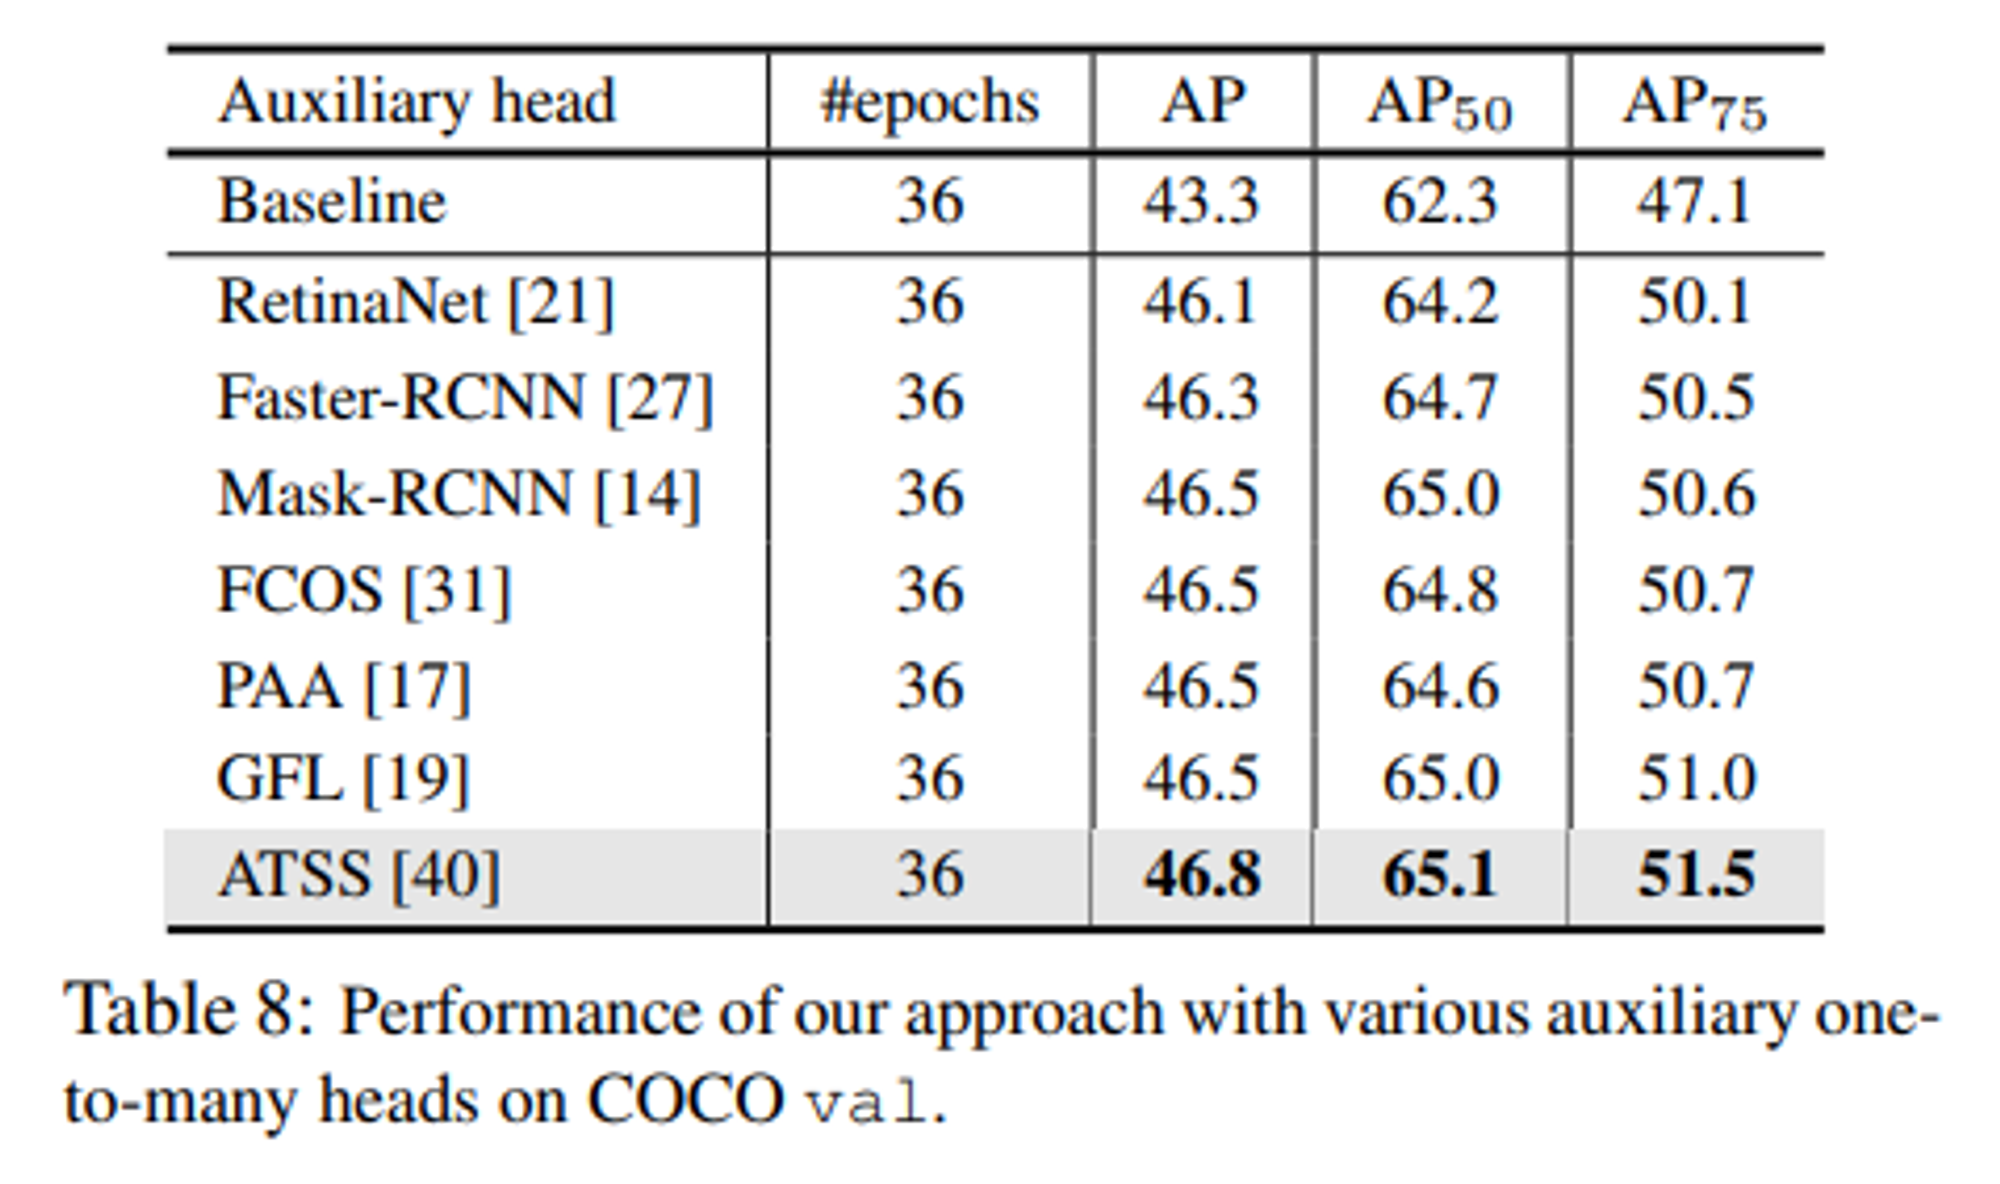 Auxiliary head #epochs AP AP50 AP75
Baseline 36 43.3 62.3 47.1
RetinaNet [21] 36 46.1 64.2 50.1
Faster-RCNN [27] 36 46.3 64.7 50.5
Mask-RCNN [14] 36 46.5 65.0 50.6
FCOS [31] 36 46.5 64.8 50.7
PAA [17] 36 46.5 64.6 50.7
GFL [19] 36 46.5 65.0 51.0
ATSS [40] 36 46.8 65.1 51.5
Table 8: Performance of our approach with various auxiliary one-
to-many heads on COCO val.